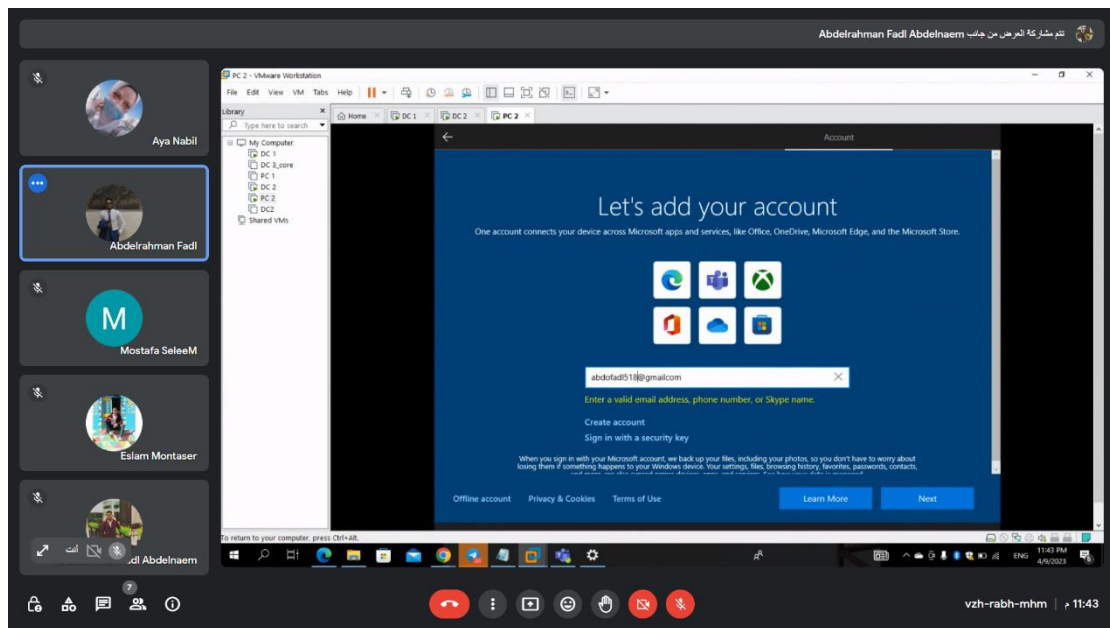 تتم مشاركة العرض من جانب Abdelrahman Fadl Abdelnaem
Aya Nabil
Abdelrahman Fadl
M
Mostafa SeleeM
Eslam Montaser
أنت
dl Abdelnaem
PC 2 - VMware Workstation
File Edit View VM Tabs Help
Library
Type here to search
My Computer
DC 1
DC 3_core
PC 1
DC 2
PC 2
DC2
Shared VMs
Home
DC 1
DC 2
PC 2
Account
Let's add your account
One account connects your device across Microsoft apps and services, like Office, OneDrive, Microsoft Edge, and the Microsoft Store.
abdofadl518@gmailcom
Enter a valid email address, phone number, or Skype name.
Create account
Sign in with a security key
When you sign in with your Microsoft account, we back up your files, including your photos, so you don't have to worry about
losing them if something happens to your Windows device. Your settings, files, browsing history, favorites, passwords, contacts,
Offline account Privacy & Cookies Terms of Use
Learn More
Next
To return to your computer, press Ctrl+Alt.
ENG
11:43 PM
4/9/2023
7
vzh-rabh-mhm | 11:43 م